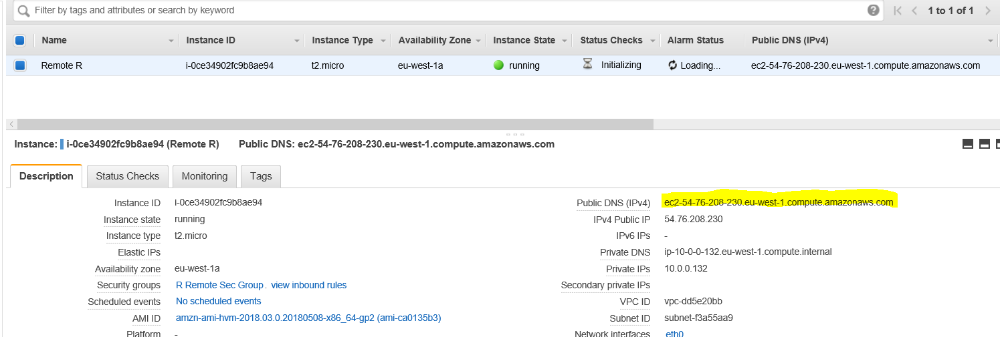 Filter by tags and attributes or search by keyword ? 1 to 1 of 1
Name Instance ID Instance Type Availability Zone Instance State Status Checks Alarm Status Public DNS (IPv4)
Remote R i-0ce34902fc9b8ae94 t2.micro eu-west-1a running Initializing Loading... ec2-54-76-208-230.eu-west-1.compute.amazonaws.com
Instance: i-0ce34902fc9b8ae94 (Remote R) Public DNS: ec2-54-76-208-230.eu-west-1.compute.amazonaws.com
Description Status Checks Monitoring Tags
Instance ID i-0ce34902fc9b8ae94 Public DNS (IPv4) ec2-54-76-208-230.eu-west-1.compute.amazonaws.com
Instance state running IPv4 Public IP 54.76.208.230
Instance type t2.micro IPv6 IPs -
Elastic IPs Private DNS ip-10-0-0-132.eu-west-1.compute.internal
Availability zone eu-west-1a Private IPs 10.0.0.132
Security groups R Remote Sec Group . view inbound rules Secondary private IPs
Scheduled events No scheduled events VPC ID vpc-dd5e20bb
AMI ID amzn-ami-hvm-2018.03.0.20180508-x86_64-gp2 (ami-ca0135b3) Subnet ID subnet-f3a55aa9
Platform - Network interfaces eth0